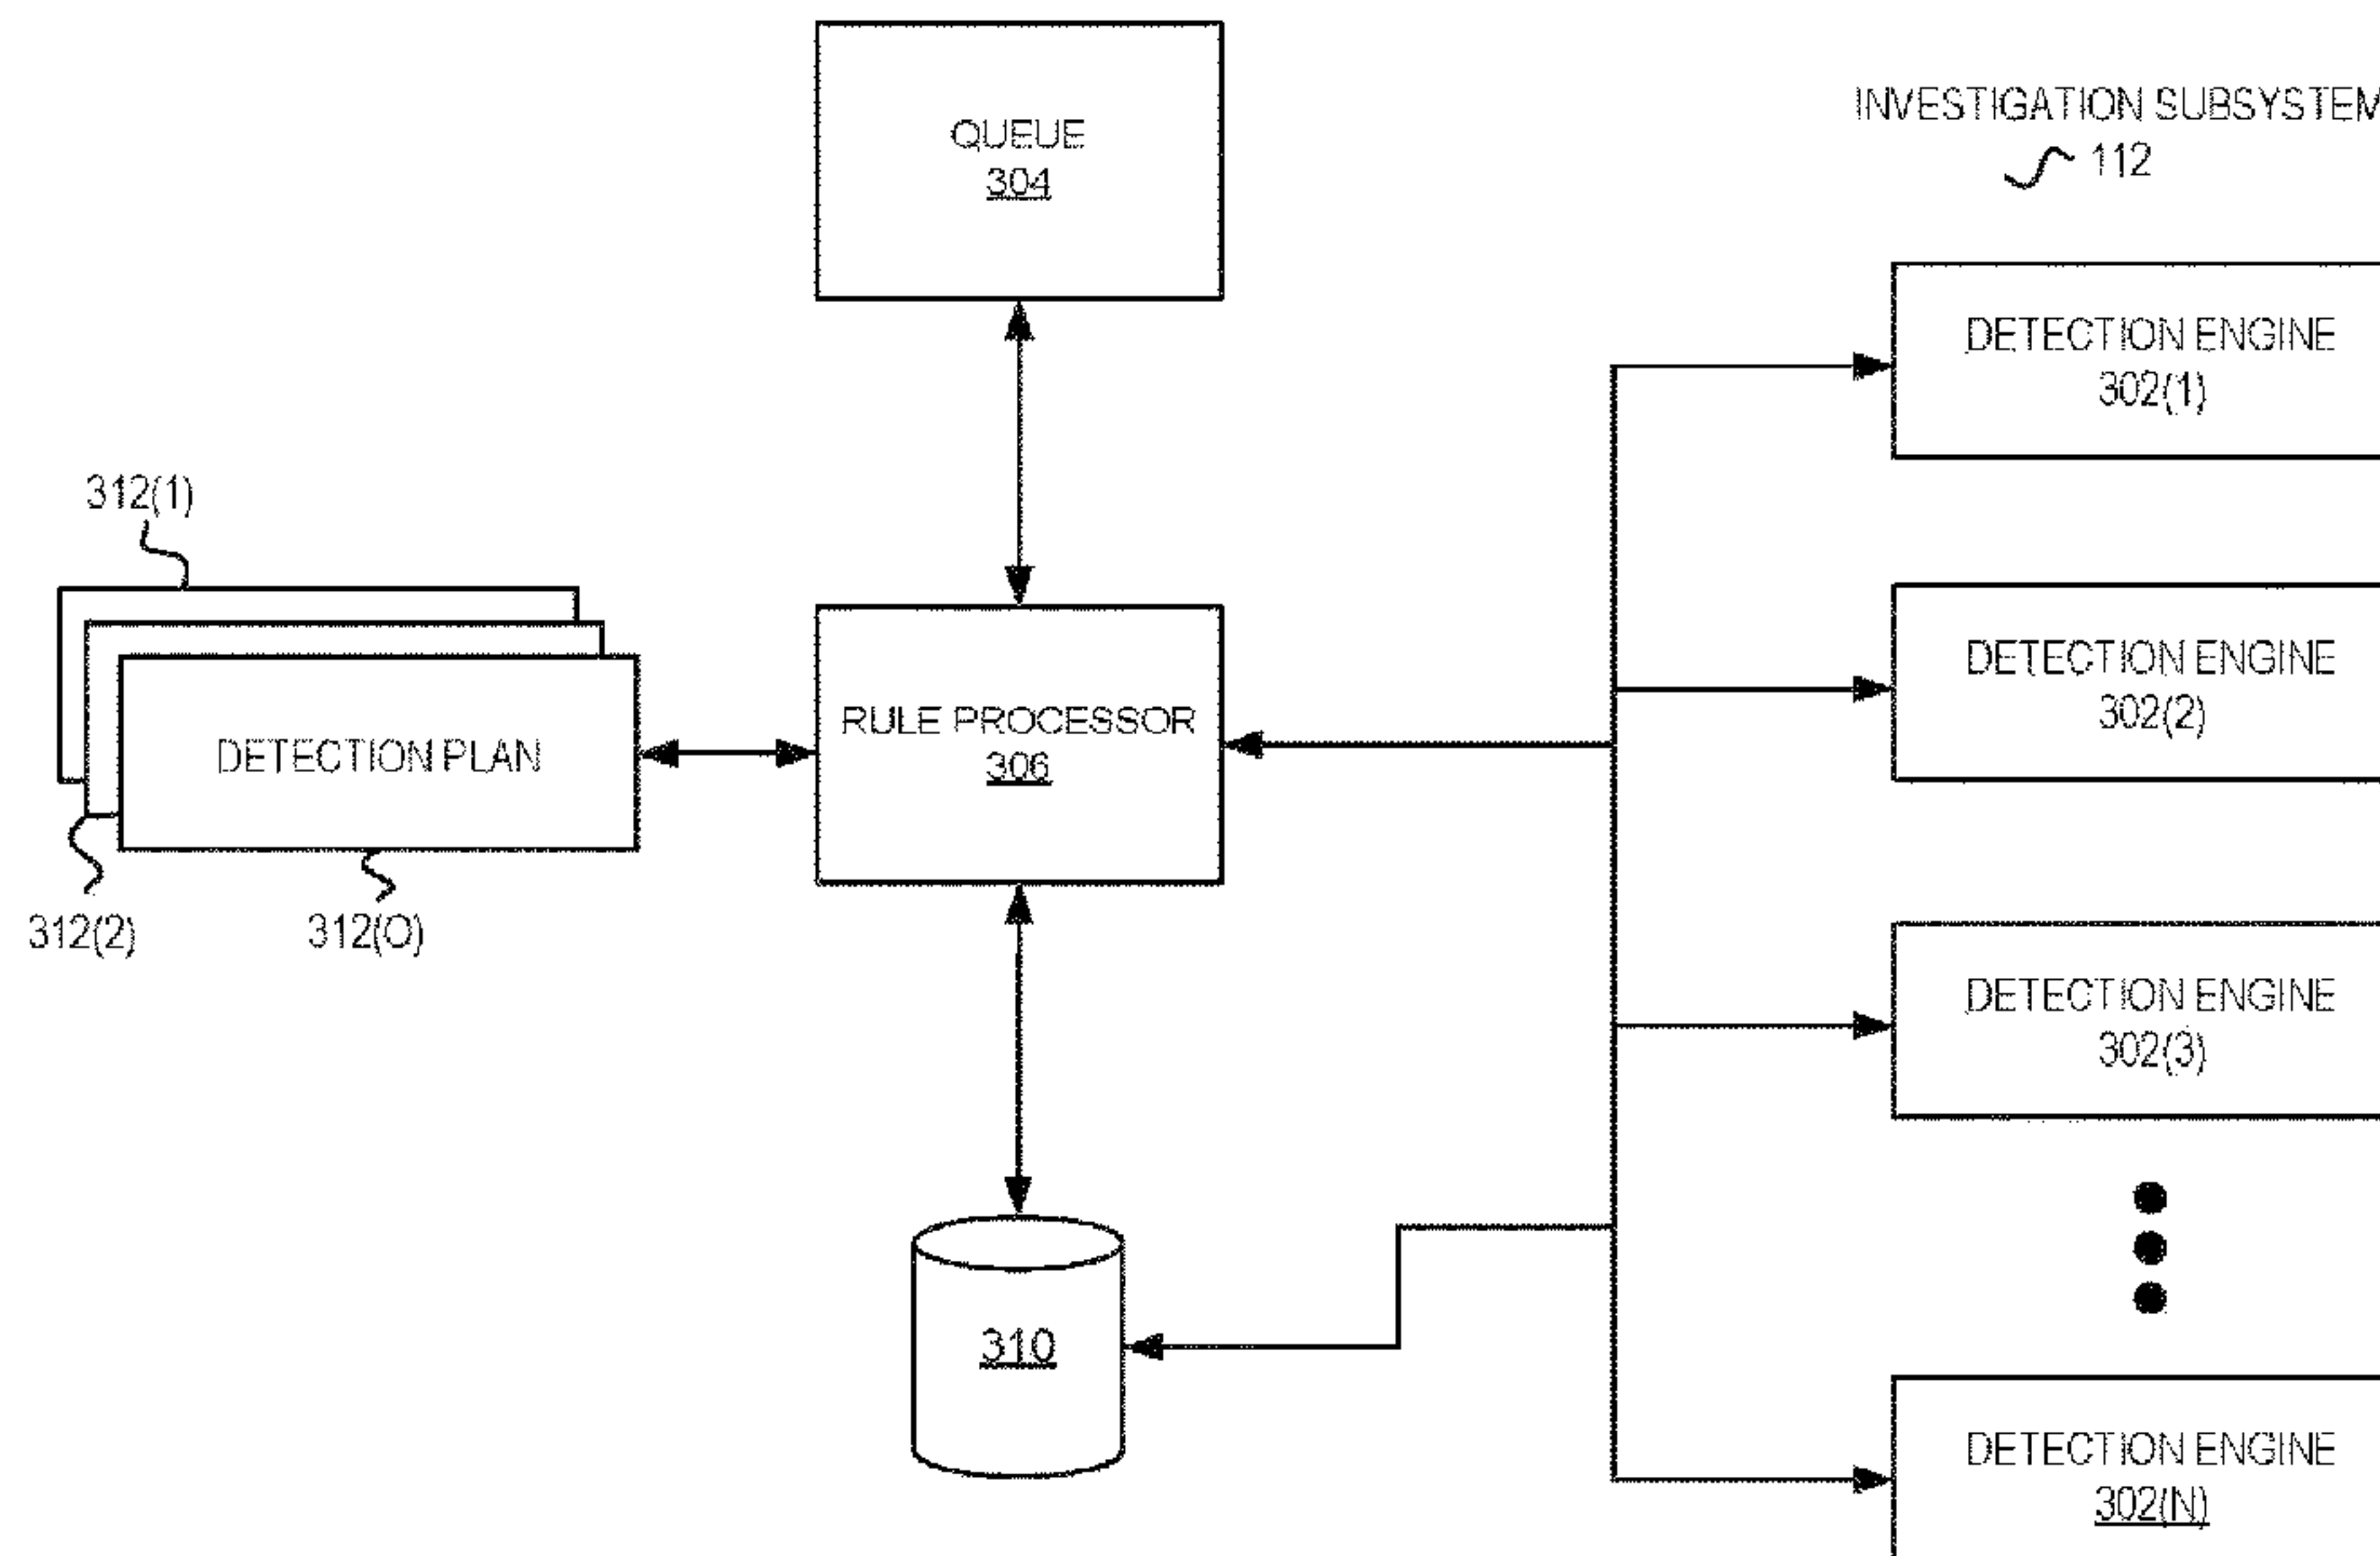 QUEUE
304
INVESTIGATION SUBSYSTEM
112
DETECTION ENGINE
302(1)
312(1)
DETECTION PLAN
312(2)
312(O)
RULE PROCESSOR
306
DETECTION ENGINE
302(2)
DETECTION ENGINE
302(3)
310
DETECTION ENGINE
302(N)